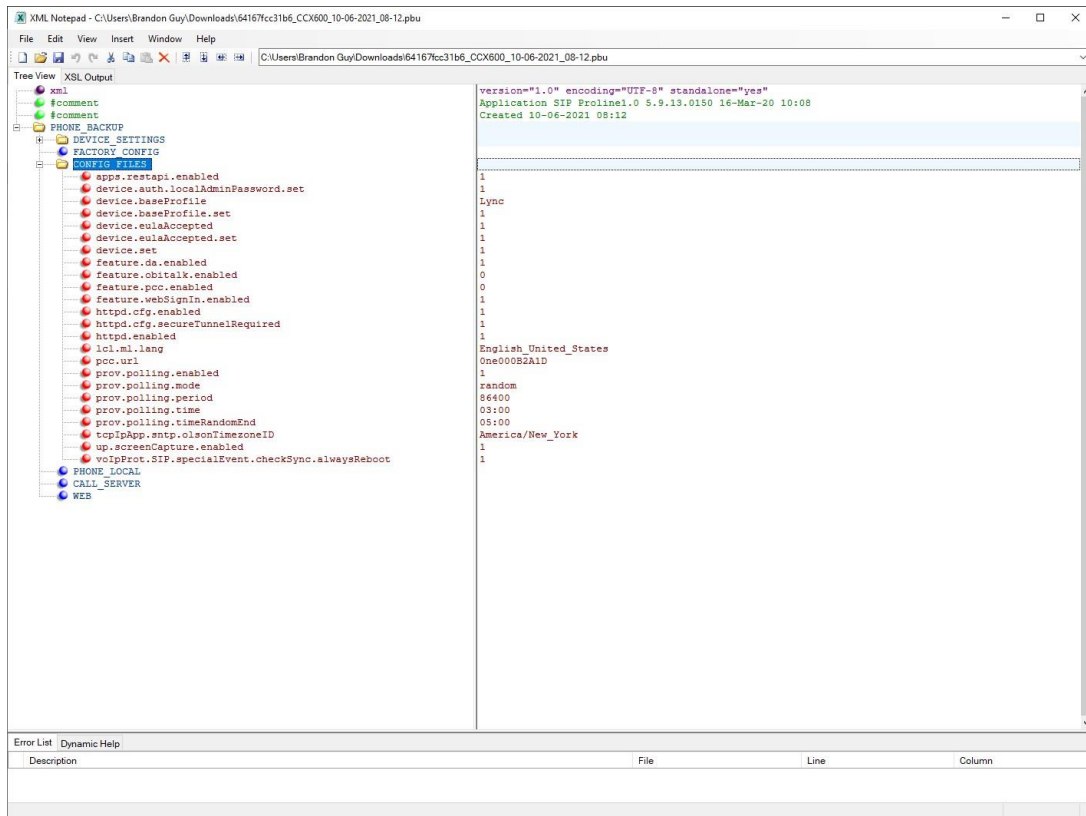 XML Notepad - C:\Users\Brandon Guy\Downloads\64167fcc31b6_CCX600_10-06-2021_08-12.pbu
File Edit View Insert Window Help
C:\Users\Brandon Guy\Downloads\64167fcc31b6_CCX600_10-06-2021_08-12.pbu
Tree View XSL Output
xml version="1.0" encoding="UTF-8" standalone="yes"
#comment Application SIP Proline1.0 5.9.13.0150 16-Mar-20 10:08
#comment Created 10-06-2021 08:12
PHONE_BACKUP
DEVICE_SETTINGS
FACTORY_CONFIG
CONFIG_FILES
apps.restapi.enabled 1
device.auth.localAdminPassword.set 1
device.baseProfile Lync
device.baseProfile.set 1
device.eulaAccepted 1
device.eulaAccepted.set 1
device.set 1
feature.da.enabled 1
feature.obitalk.enabled 0
feature.pcc.enabled 0
feature.webSignIn.enabled 1
httpd.cfg.enabled 1
httpd.cfg.secureTunnelRequired 1
httpd.enabled 1
lcl.ml.lang English_United_States
pcc.url 0ne000B2A1D
prov.polling.enabled 1
prov.polling.mode random
prov.polling.period 86400
prov.polling.time 03:00
prov.polling.timeRandomEnd 05:00
tcpIpApp.sntp.olsonTimezoneID America/New_York
up.screenCapture.enabled 1
voIpProt.SIP.specialEvent.checkSync.alwaysReboot 1
PHONE_LOCAL
CALL_SERVER
WEB
Error List Dynamic Help
Description File Line Column